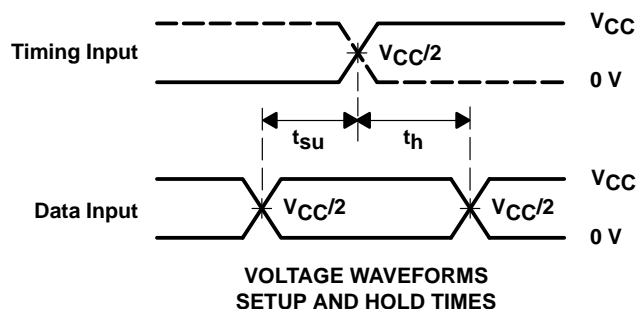 VCC
Timing Input
VCC/2
0 V
tsu
th
VCC
Data Input
VCC/2
VCC/2
0 V
VOLTAGE WAVEFORMS
SETUP AND HOLD TIMES